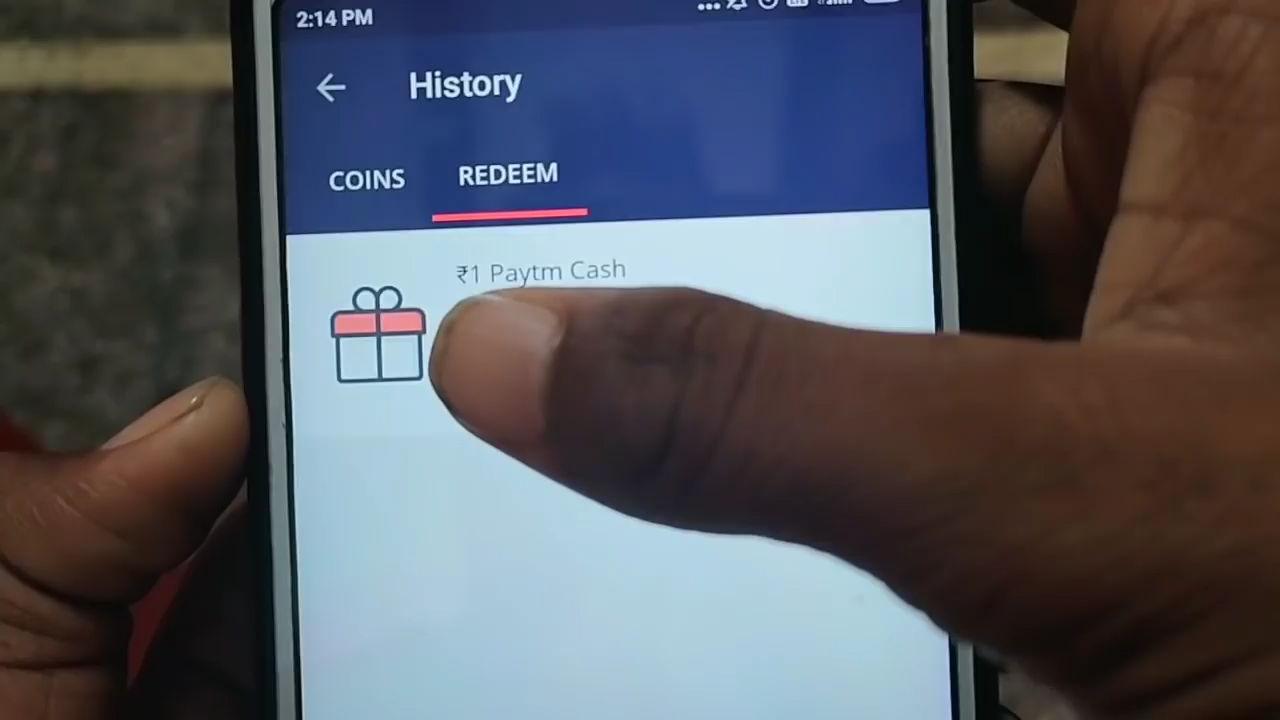 2:14 PM
History
COINS
REDEEM
₹1 Paytm Cash